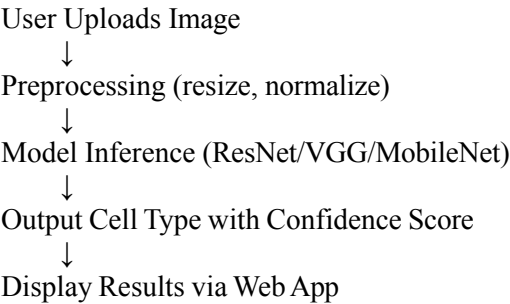 User Uploads Image
↓
Preprocessing (resize, normalize)
↓
Model Inference (ResNet/VGG/MobileNet)
↓
Output Cell Type with Confidence Score
↓
Display Results via Web App